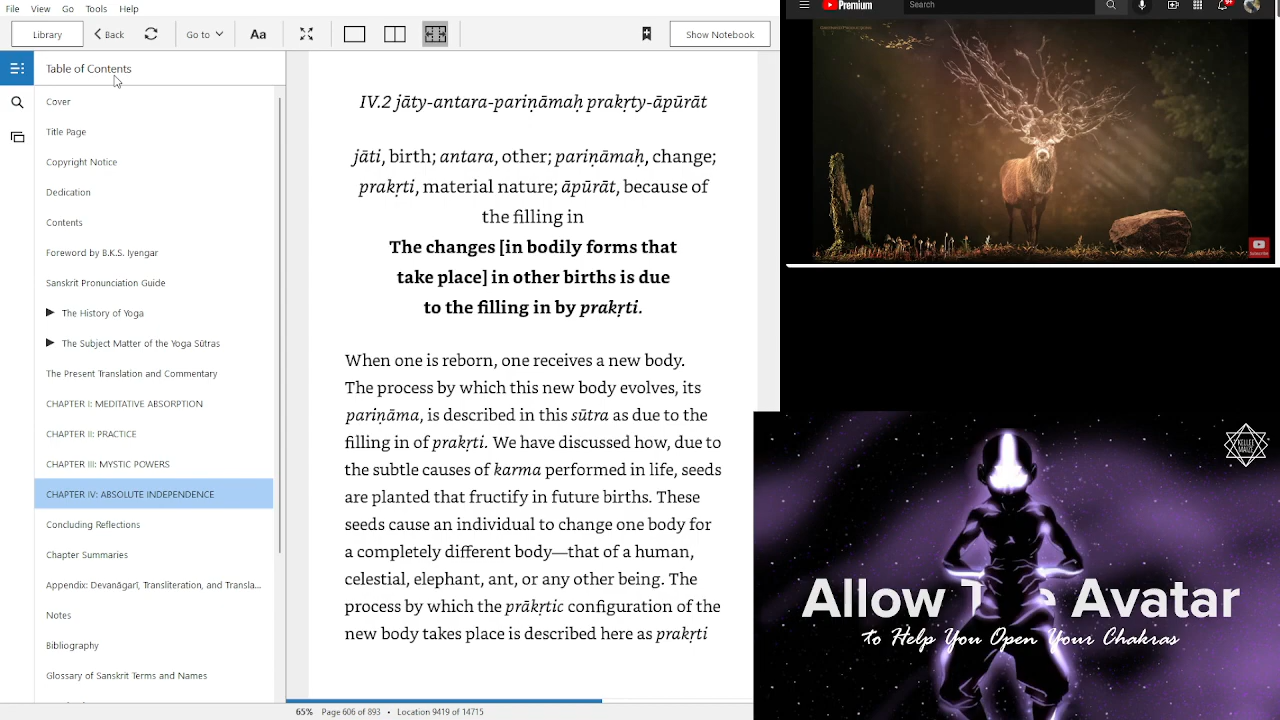 File View Go Tools Help
Library Back Go to Aa Show Notebook
Table of Contents
Cover
Title Page
Copyright Notice
Dedication
Contents
Foreword by B.K.S. Iyengar
Sanskrit Pronunciation Guide
The History of Yoga
The Subject Matter of the Yoga Sūtras
The Present Translation and Commentary
CHAPTER I: MEDITATIVE ABSORPTION
CHAPTER II: PRACTICE
CHAPTER III: MYSTIC POWERS
CHAPTER IV: ABSOLUTE INDEPENDENCE
Concluding Reflections
Chapter Summaries
Appendix: Devanāgarī, Transliteration, and Transla...
Notes
Bibliography
Glossary of Sanskrit Terms and Names
IV.2 jāty-antara-pariṇāmaḥ prakṛty-āpūrāt
jāti, birth; antara, other; pariṇāmaḥ, change;
prakṛti, material nature; āpūrāt, because of
the filling in
The changes [in bodily forms that
take place] in other births is due
to the filling in by prakṛti.
When one is reborn, one receives a new body.
The process by which this new body evolves, its
pariṇāma, is described in this sūtra as due to the
filling in of prakṛti. We have discussed how, due to
the subtle causes of karma performed in life, seeds
are planted that fructify in future births. These
seeds cause an individual to change one body for
a completely different body—that of a human,
celestial, elephant, ant, or any other being. The
process by which the prākṛtic configuration of the
new body takes place is described here as prakṛti
65% Page 606 of 893 • Location 9419 of 14715
Premium
Search
9+
Subscribe
Allow The Avatar
to Help You Open Your Chakras